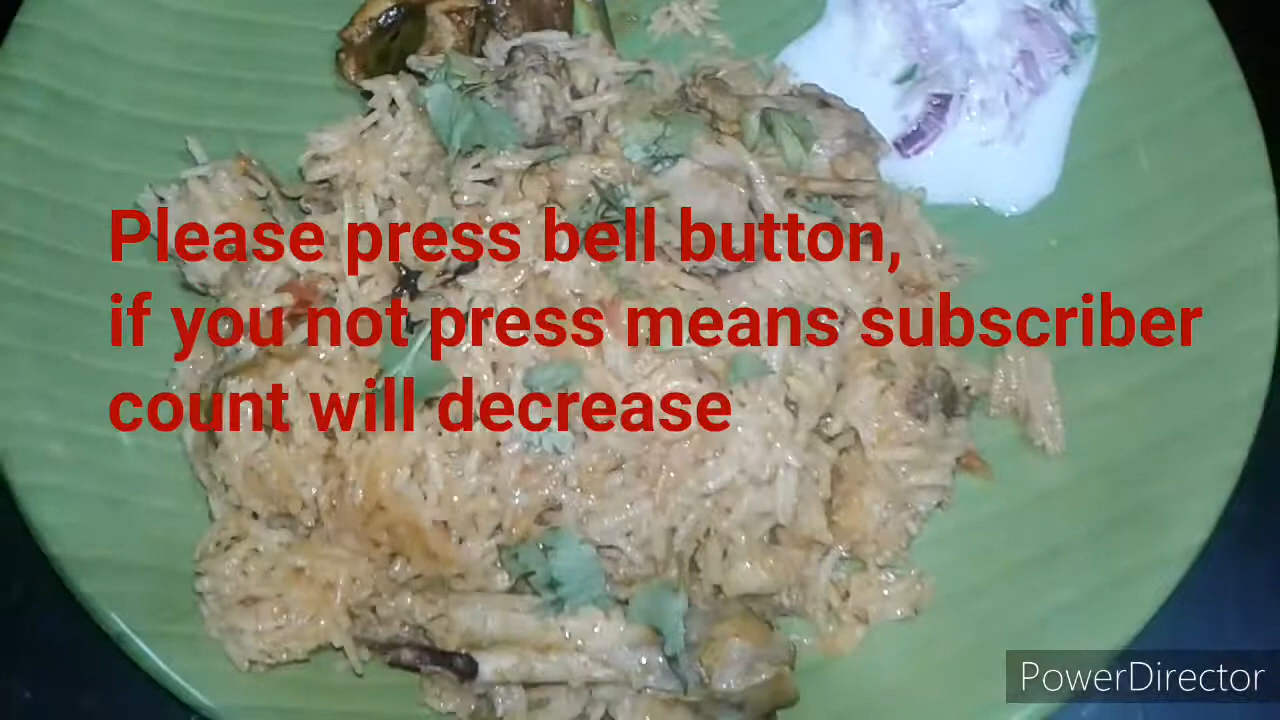 Please press bell button,
if you not press means subscriber
count will decrease
PowerDirector